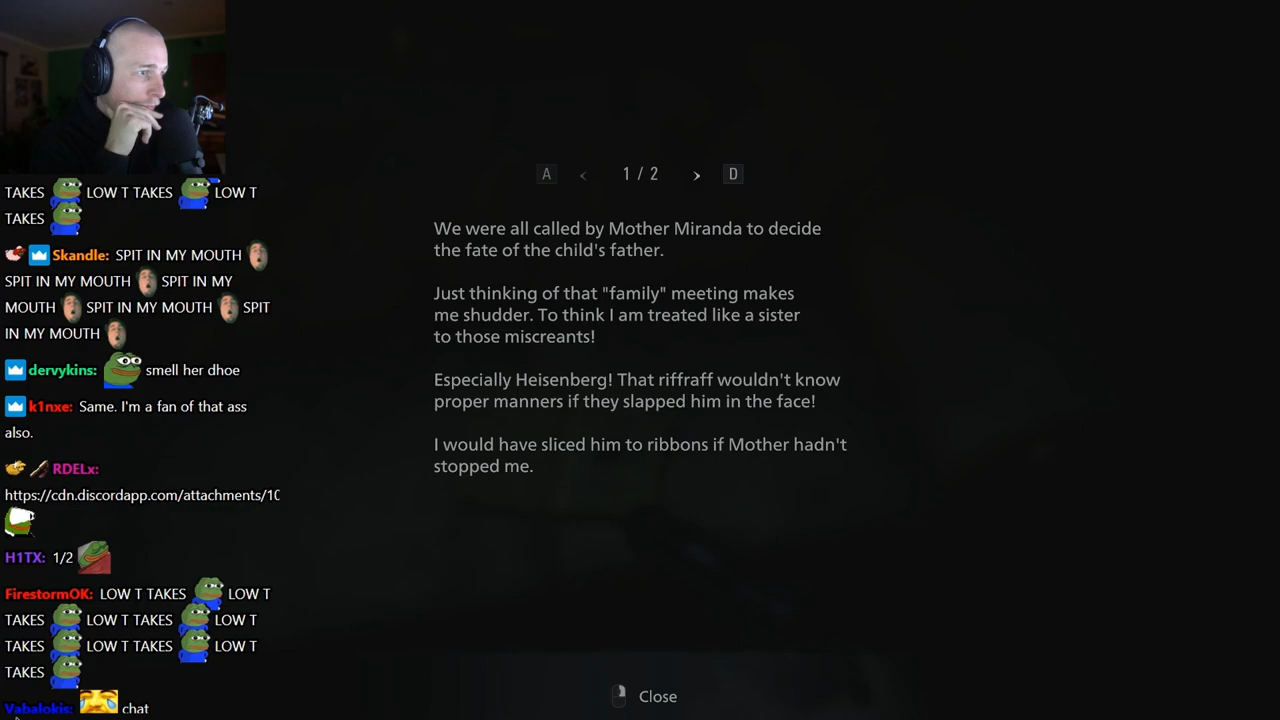 TAKES LOW T TAKES LOW T
TAKES
Skandle: SPIT IN MY MOUTH
SPIT IN MY MOUTH SPIT IN MY
MOUTH SPIT IN MY MOUTH SPIT
IN MY MOUTH
dervykins: smell her dhoe
k1nxe: Same. I'm a fan of that ass
also.
RDELx:
https://cdn.discordapp.com/attachments/10
H1TX: 1/2
FirestormOK: LOW T TAKES LOW T
TAKES LOW T TAKES LOW T
TAKES LOW T TAKES LOW T
TAKES
Vabalokis: chat
A < 1 / 2 > D
We were all called by Mother Miranda to decide
the fate of the child's father.
Just thinking of that "family" meeting makes
me shudder. To think I am treated like a sister
to those miscreants!
Especially Heisenberg! That riffraff wouldn't know
proper manners if they slapped him in the face!
I would have sliced him to ribbons if Mother hadn't
stopped me.
Close